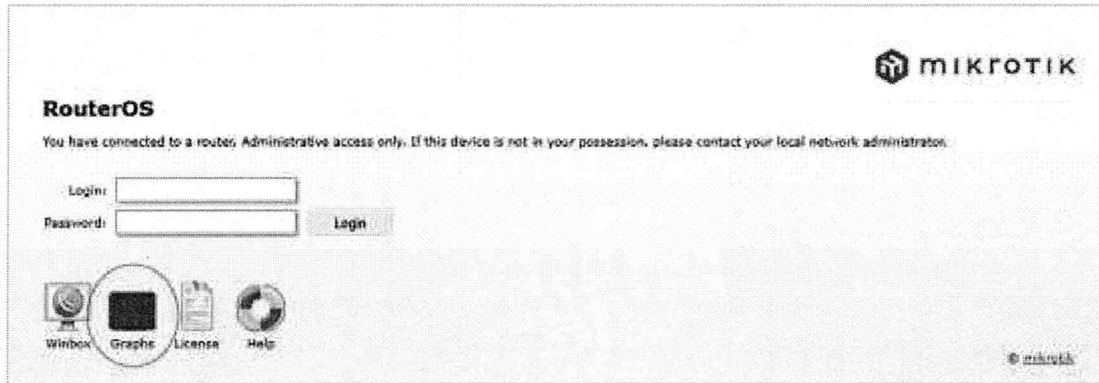 mikrotik
RouterOS
You have connected to a router. Administrative access only. If this device is not in your possession, please contact your local network administrator.
Login:
Password: Login
Winbox Graphs License Help
© mikrotik